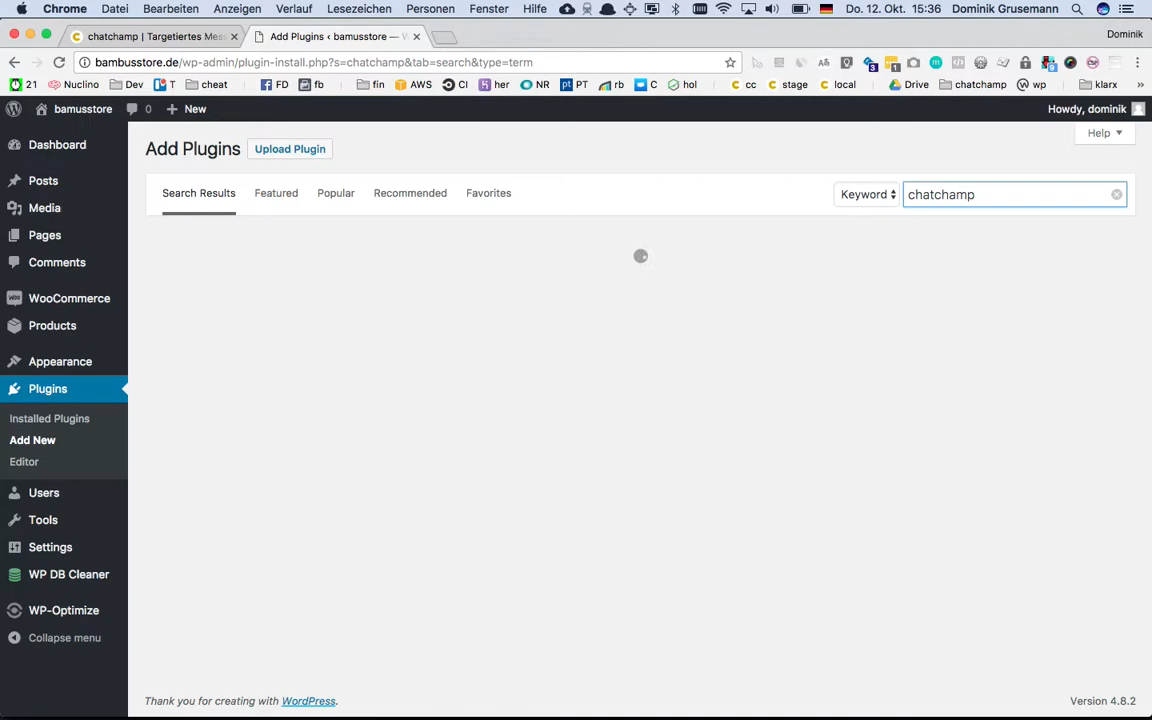 Chrome Datei Bearbeiten Anzeigen Verlauf Lesezeichen Personen Fenster Hilfe Do. 12. Okt. 15:36 Dominik Grusemann
chatchamp | Targetiertes Mess Add Plugins ‹ bamusstore — W Dominik
bambusstore.de/wp-admin/plugin-install.php?s=chatchamp&tab=search&type=term
21 Nuclino Dev T cheat FD fb fin AWS CI her NR PT rb C hol cc stage local Drive chatchamp wp klarx »
bamusstore 0 New Howdy, dominik
Help
Add Plugins Upload Plugin
Search Results Featured Popular Recommended Favorites Keyword chatchamp
Dashboard
Posts
Media
Pages
Comments
WooCommerce
Products
Appearance
Plugins
Installed Plugins
Add New
Editor
Users
Tools
Settings
WP DB Cleaner
WP-Optimize
Collapse menu
Thank you for creating with WordPress. Version 4.8.2